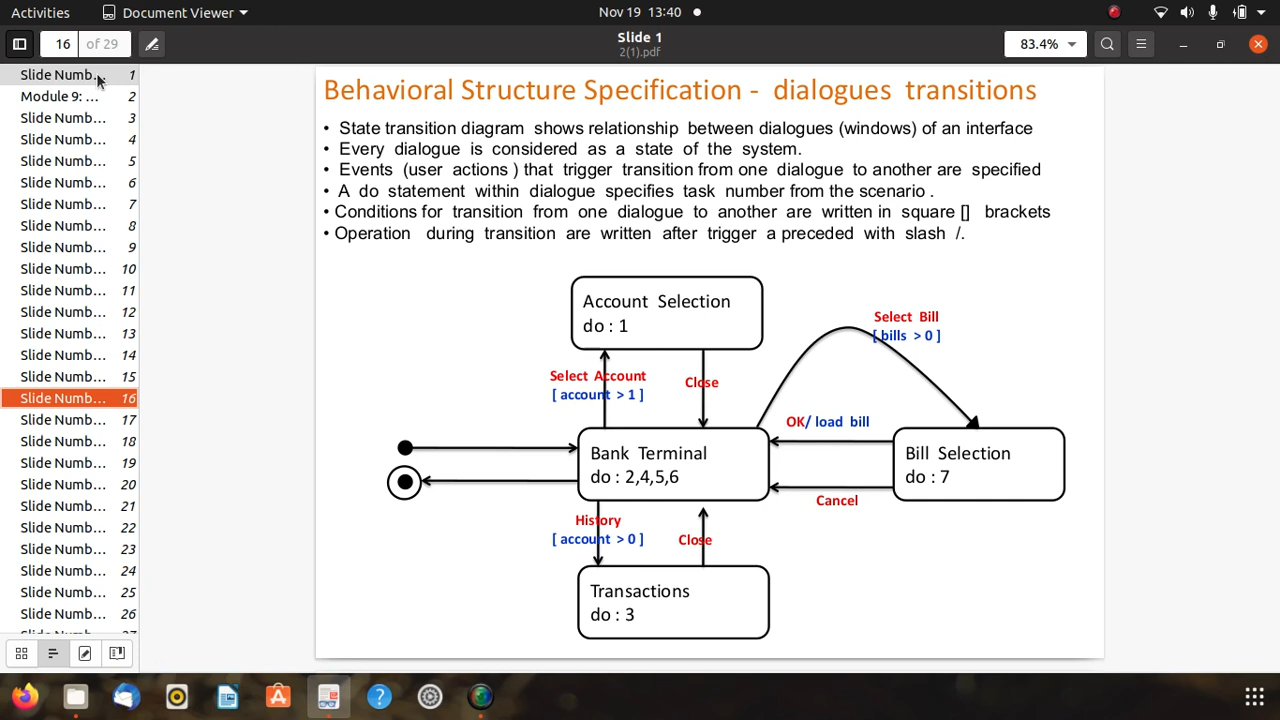 Activities
Document Viewer
Nov 19 13:40
16
of 29
Slide 1
2(1).pdf
83.4%
Slide Numb... 1
Module 9: ... 2
Slide Numb... 3
Slide Numb... 4
Slide Numb... 5
Slide Numb... 6
Slide Numb... 7
Slide Numb... 8
Slide Numb... 9
Slide Numb... 10
Slide Numb... 11
Slide Numb... 12
Slide Numb... 13
Slide Numb... 14
Slide Numb... 15
Slide Numb... 16
Slide Numb... 17
Slide Numb... 18
Slide Numb... 19
Slide Numb... 20
Slide Numb... 21
Slide Numb... 22
Slide Numb... 23
Slide Numb... 24
Slide Numb... 25
Slide Numb... 26
Behavioral Structure Specification - dialogues transitions
• State transition diagram shows relationship between dialogues (windows) of an interface
• Every dialogue is considered as a state of the system.
• Events (user actions ) that trigger transition from one dialogue to another are specified
• A do statement within dialogue specifies task number from the scenario .
• Conditions for transition from one dialogue to another are written in square [] brackets
• Operation during transition are written after trigger a preceded with slash /.
Account Selection
do : 1
Select Bill
[ bills > 0 ]
Select Account
[ account > 1 ]
Close
OK/ load bill
Bank Terminal
do : 2,4,5,6
Bill Selection
do : 7
Cancel
History
[ account > 0 ]
Close
Transactions
do : 3